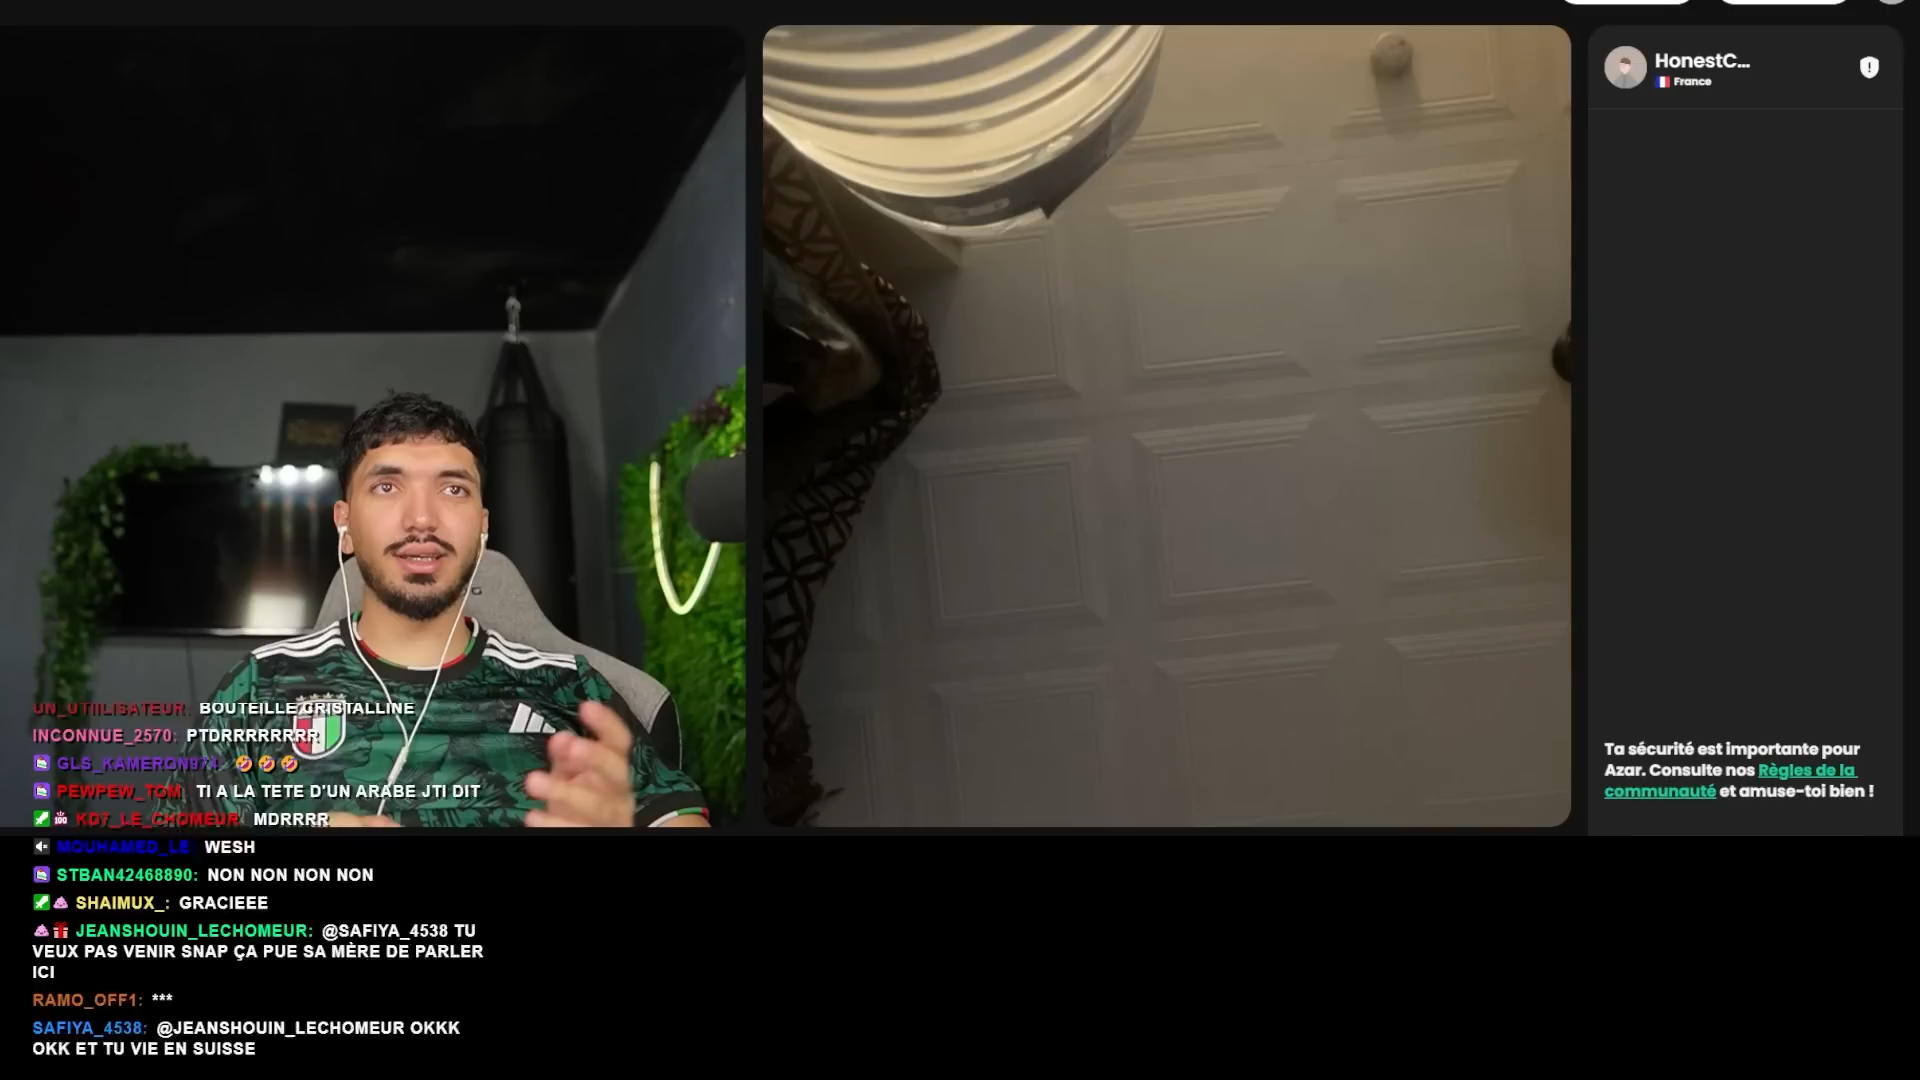 HonestC...
France
UN_UTIILISATEUR: BOUTEILLE CRISTALLINE
INCONNUE_2570: PTDRRRRRRRR
GLS_KAMERON974: 🤣 🤣 🤣
PEWPEW_TOM TI A LA TETE D'UN ARABE JTI DIT
KD7_LE_CHOMEUR MDRRRR
MOUHAMED_LE WESH
STBAN42468890: NON NON NON NON
SHAIMUX_: GRACIEEE
JEANSHOUIN_LECHOMEUR: @SAFIYA_4538 TU
VEUX PAS VENIR SNAP ÇA PUE SA MÈRE DE PARLER
ICI
RAMO_OFF1: ***
SAFIYA_4538: @JEANSHOUIN_LECHOMEUR OKKK
OKK ET TU VIE EN SUISSE
Ta sécurité est importante pour
Azar. Consulte nos Règles de la
communauté et amuse-toi bien !